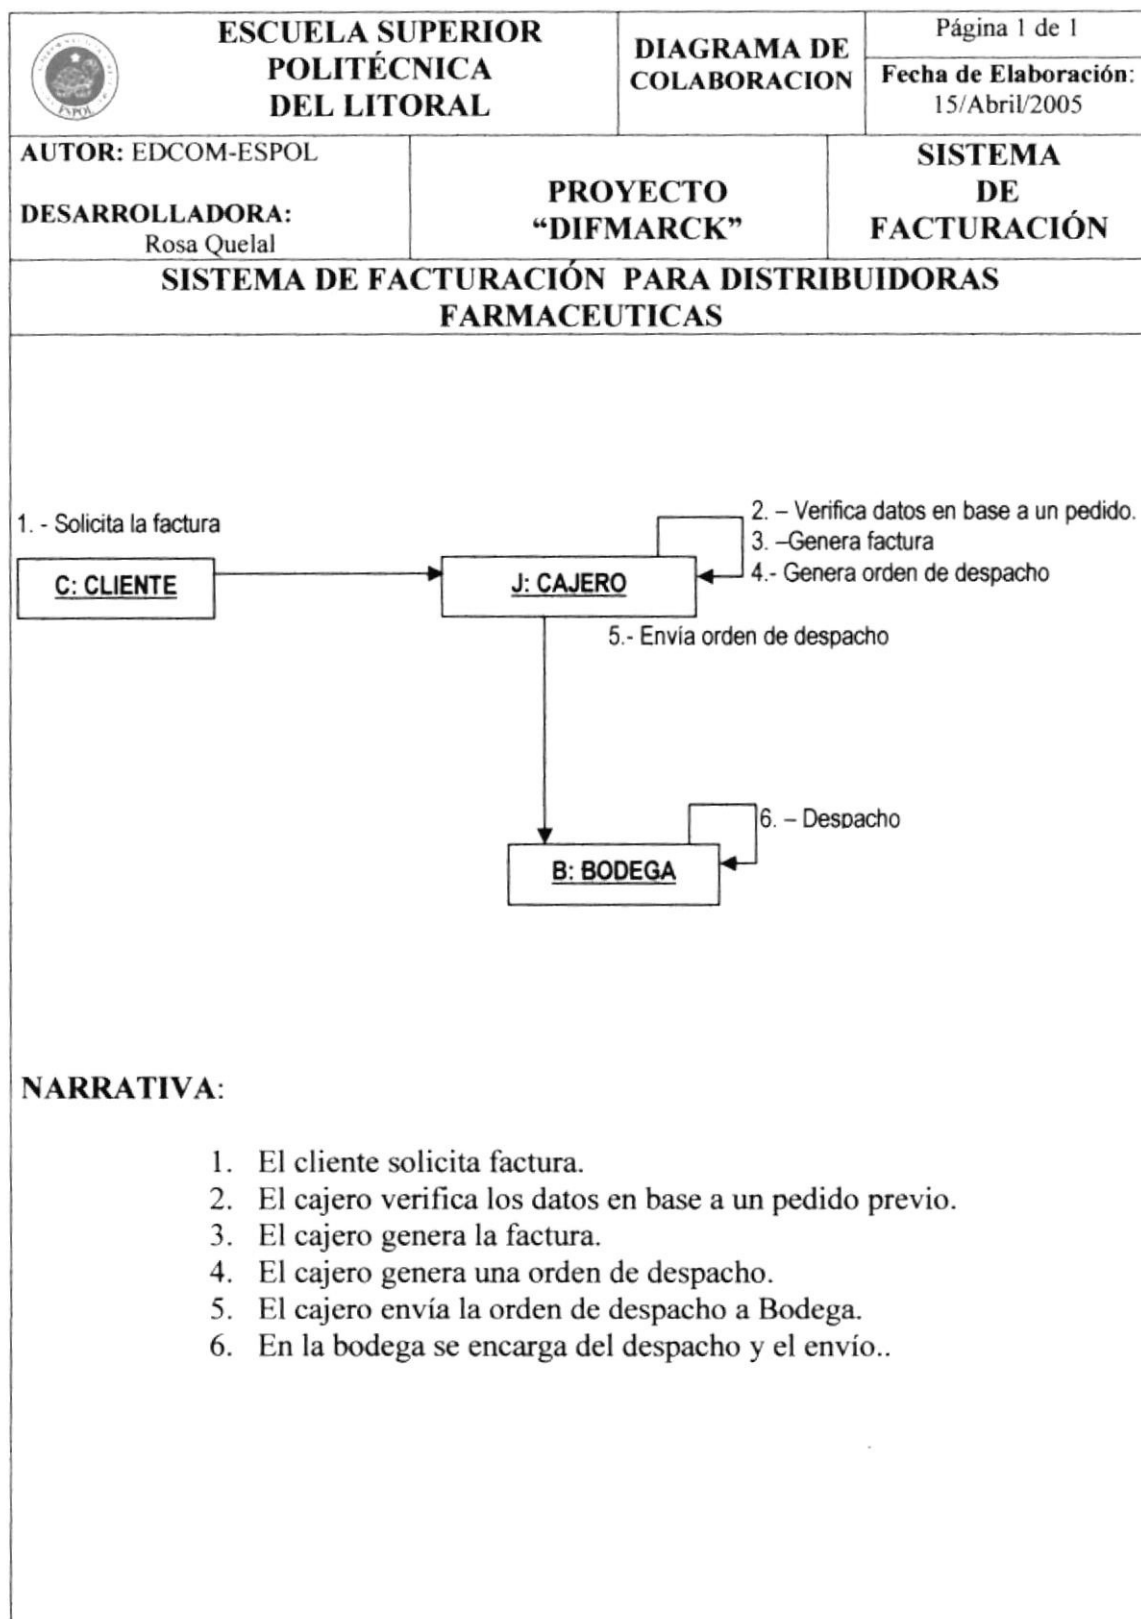 ESPOL
ESCUELA SUPERIOR
POLITÉCNICA
DEL LITORAL
DIAGRAMA DE
COLABORACION
Página 1 de 1
Fecha de Elaboración:
15/Abril/2005
AUTOR: EDCOM-ESPOL
DESARROLLADORA:
Rosa Quelal
PROYECTO
“DIFMARCK”
SISTEMA
DE
FACTURACIÓN
SISTEMA DE FACTURACIÓN PARA DISTRIBUIDORAS
FARMACEUTICAS
1. - Solicita la factura
C: CLIENTE
J: CAJERO
2. – Verifica datos en base a un pedido.
3. –Genera factura
4.- Genera orden de despacho
5.- Envía orden de despacho
6. – Despacho
B: BODEGA
NARRATIVA:
1. El cliente solicita factura.
2. El cajero verifica los datos en base a un pedido previo.
3. El cajero genera la factura.
4. El cajero genera una orden de despacho.
5. El cajero envía la orden de despacho a Bodega.
6. En la bodega se encarga del despacho y el envío..